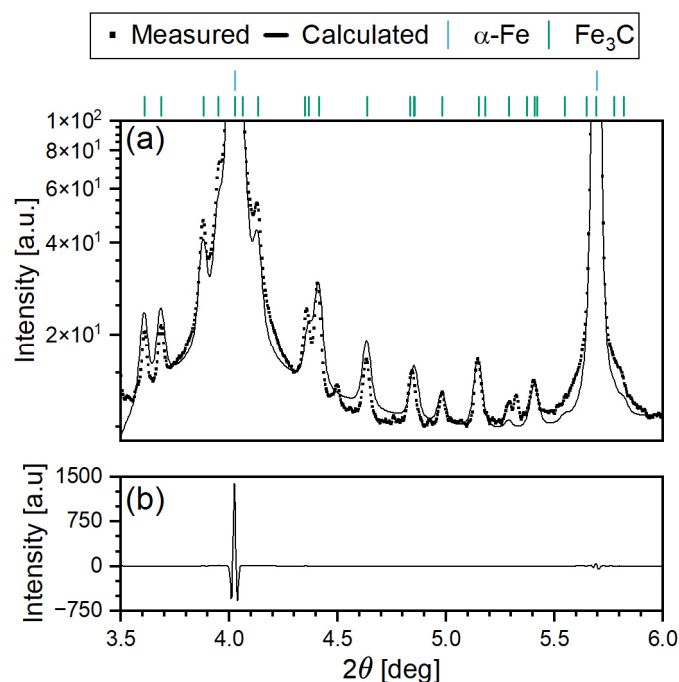 Measured Calculated α-Fe Fe₃C
(a)
1×10²
8×10¹
6×10¹
4×10¹
2×10¹
Intensity [a.u.]
(b)
1500
750
0
−750
Intensity [a.u]
3.5 4.0 4.5 5.0 5.5 6.0
2θ [deg]